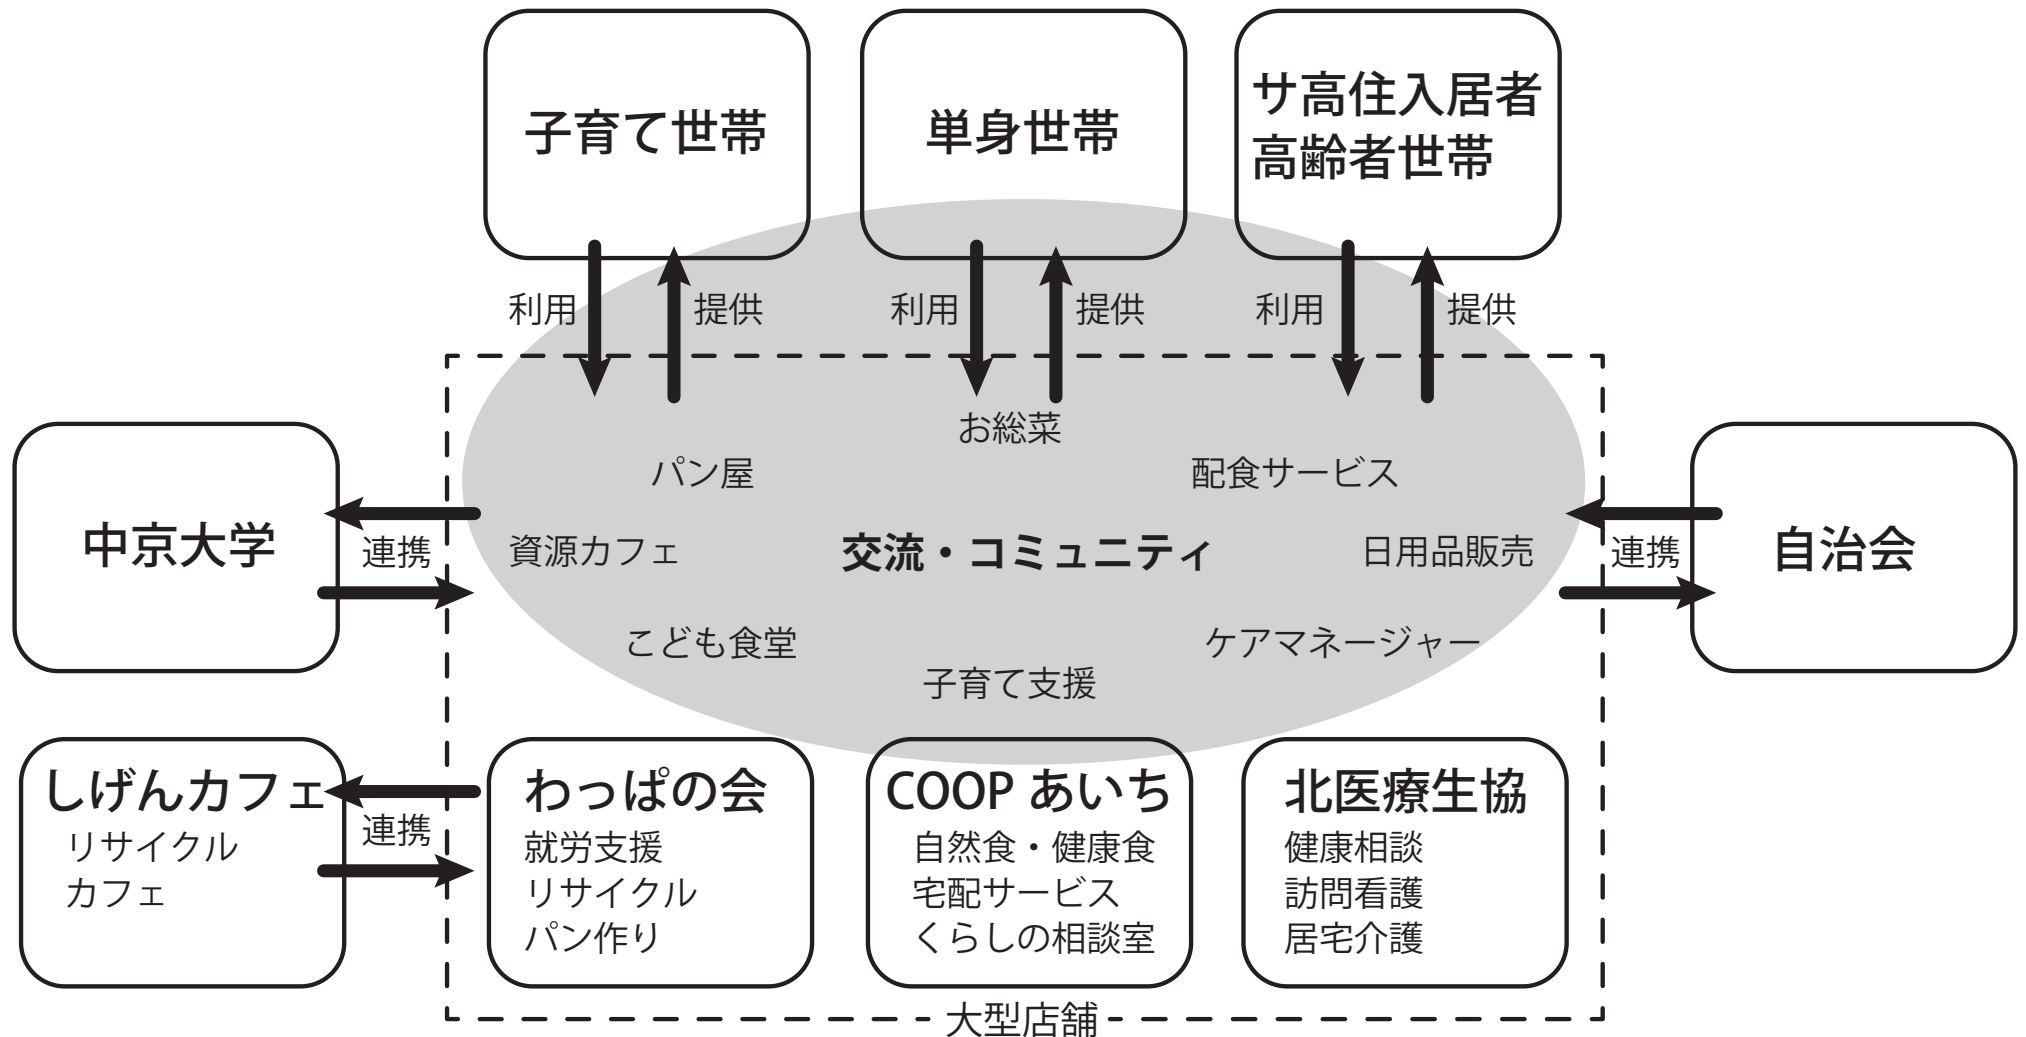 子育て世帯
単身世帯
サ高住入居者
高齢者世帯
利用
提供
利用
提供
利用
提供
お総菜
パン屋
配食サービス
中京大学
連携
資源カフェ
交流・コミュニティ
日用品販売
連携
自治会
こども食堂
ケアマネージャー
子育て支援
しげんカフェ
リサイクル
カフェ
連携
わっぱの会
就労支援
リサイクル
パン作り
COOP あいち
自然食・健康食
宅配サービス
くらしの相談室
北医療生協
健康相談
訪問看護
居宅介護
大型店舗